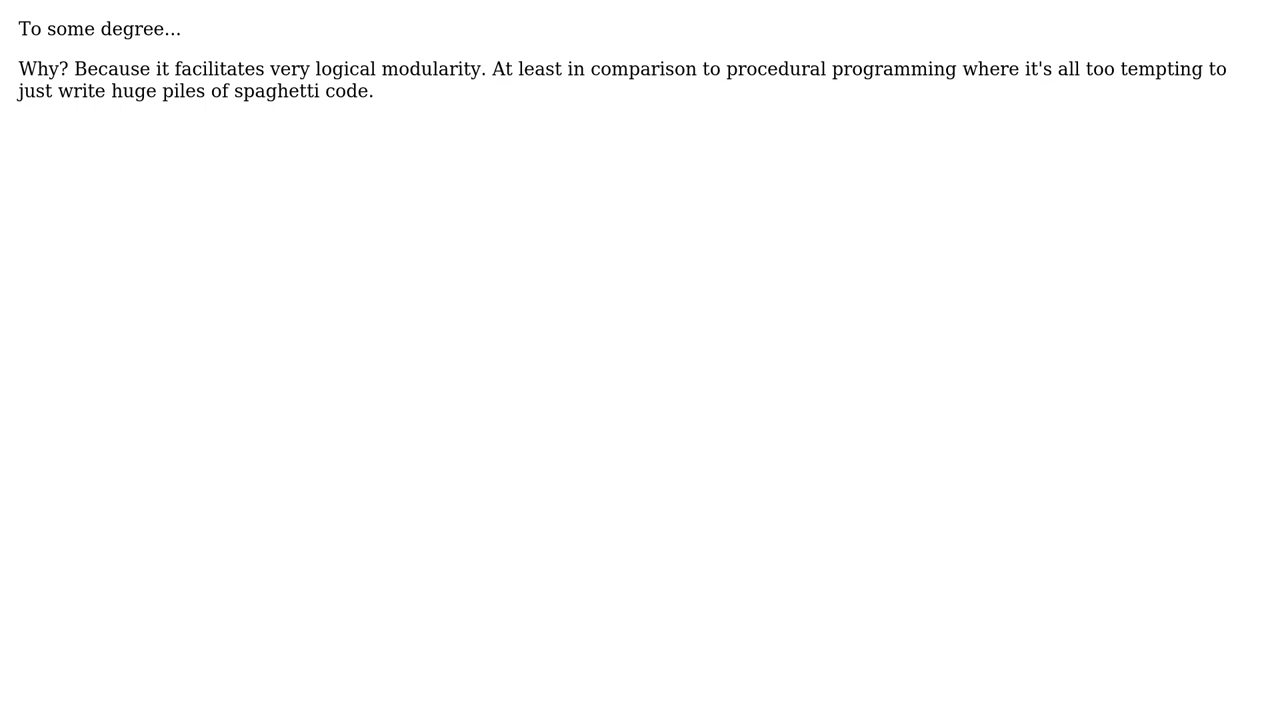 To some degree...
Why? Because it facilitates very logical modularity. At least in comparison to procedural programming where it's all too tempting to
just write huge piles of spaghetti code.